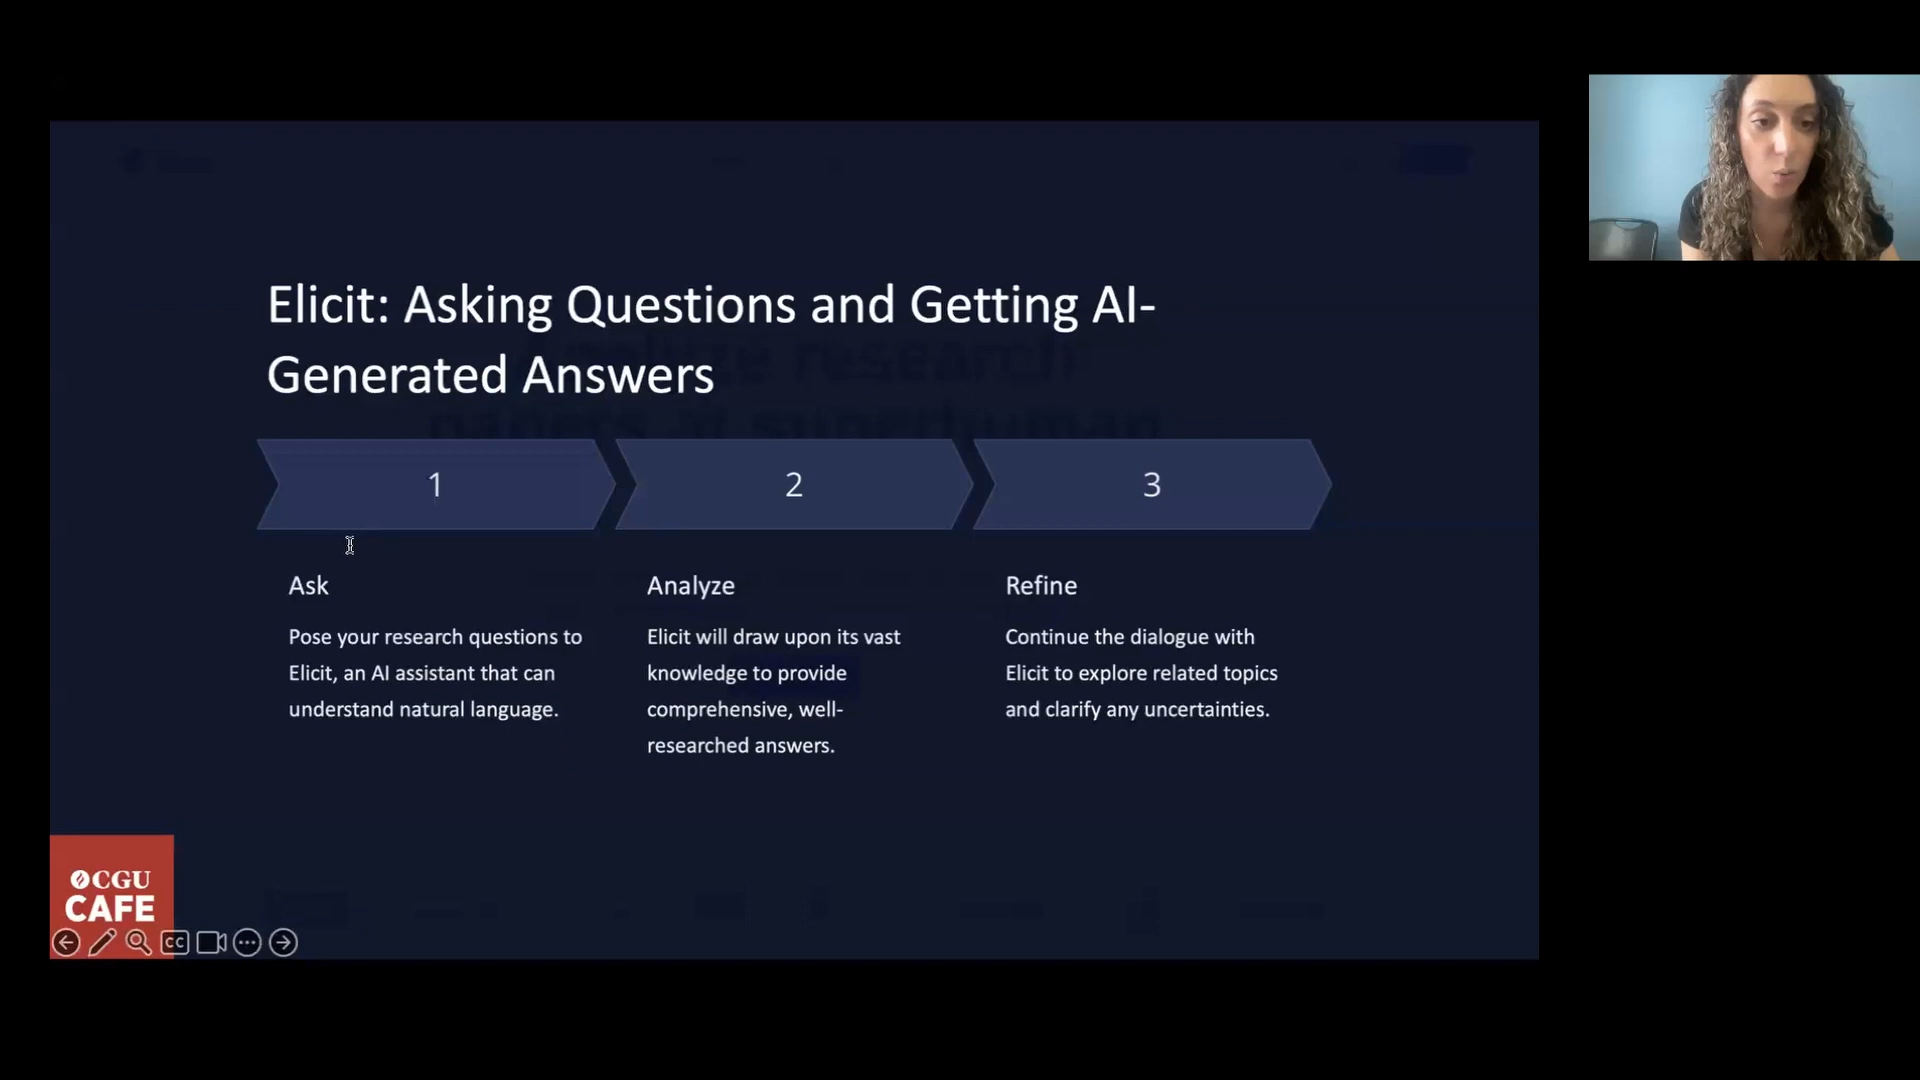 Elicit: Asking Questions and Getting AI-
Generated Answers
1
2
3
Ask
Pose your research questions to
Elicit, an AI assistant that can
understand natural language.
Analyze
Elicit will draw upon its vast
knowledge to provide
comprehensive, well-
researched answers.
Refine
Continue the dialogue with
Elicit to explore related topics
and clarify any uncertainties.
CGU
CAFE
CC